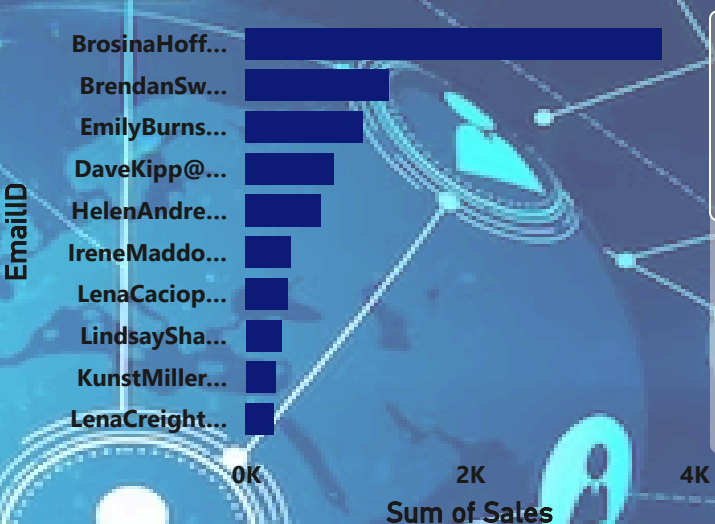 BrosinaHoff...
BrendanSw...
EmilyBurns...
DaveKipp@...
HelenAndre...
IreneMaddo...
LenaCaciop...
LindsaySha...
KunstMiller...
LenaCreight...
EmailID
0K 2K 4K
Sum of Sales